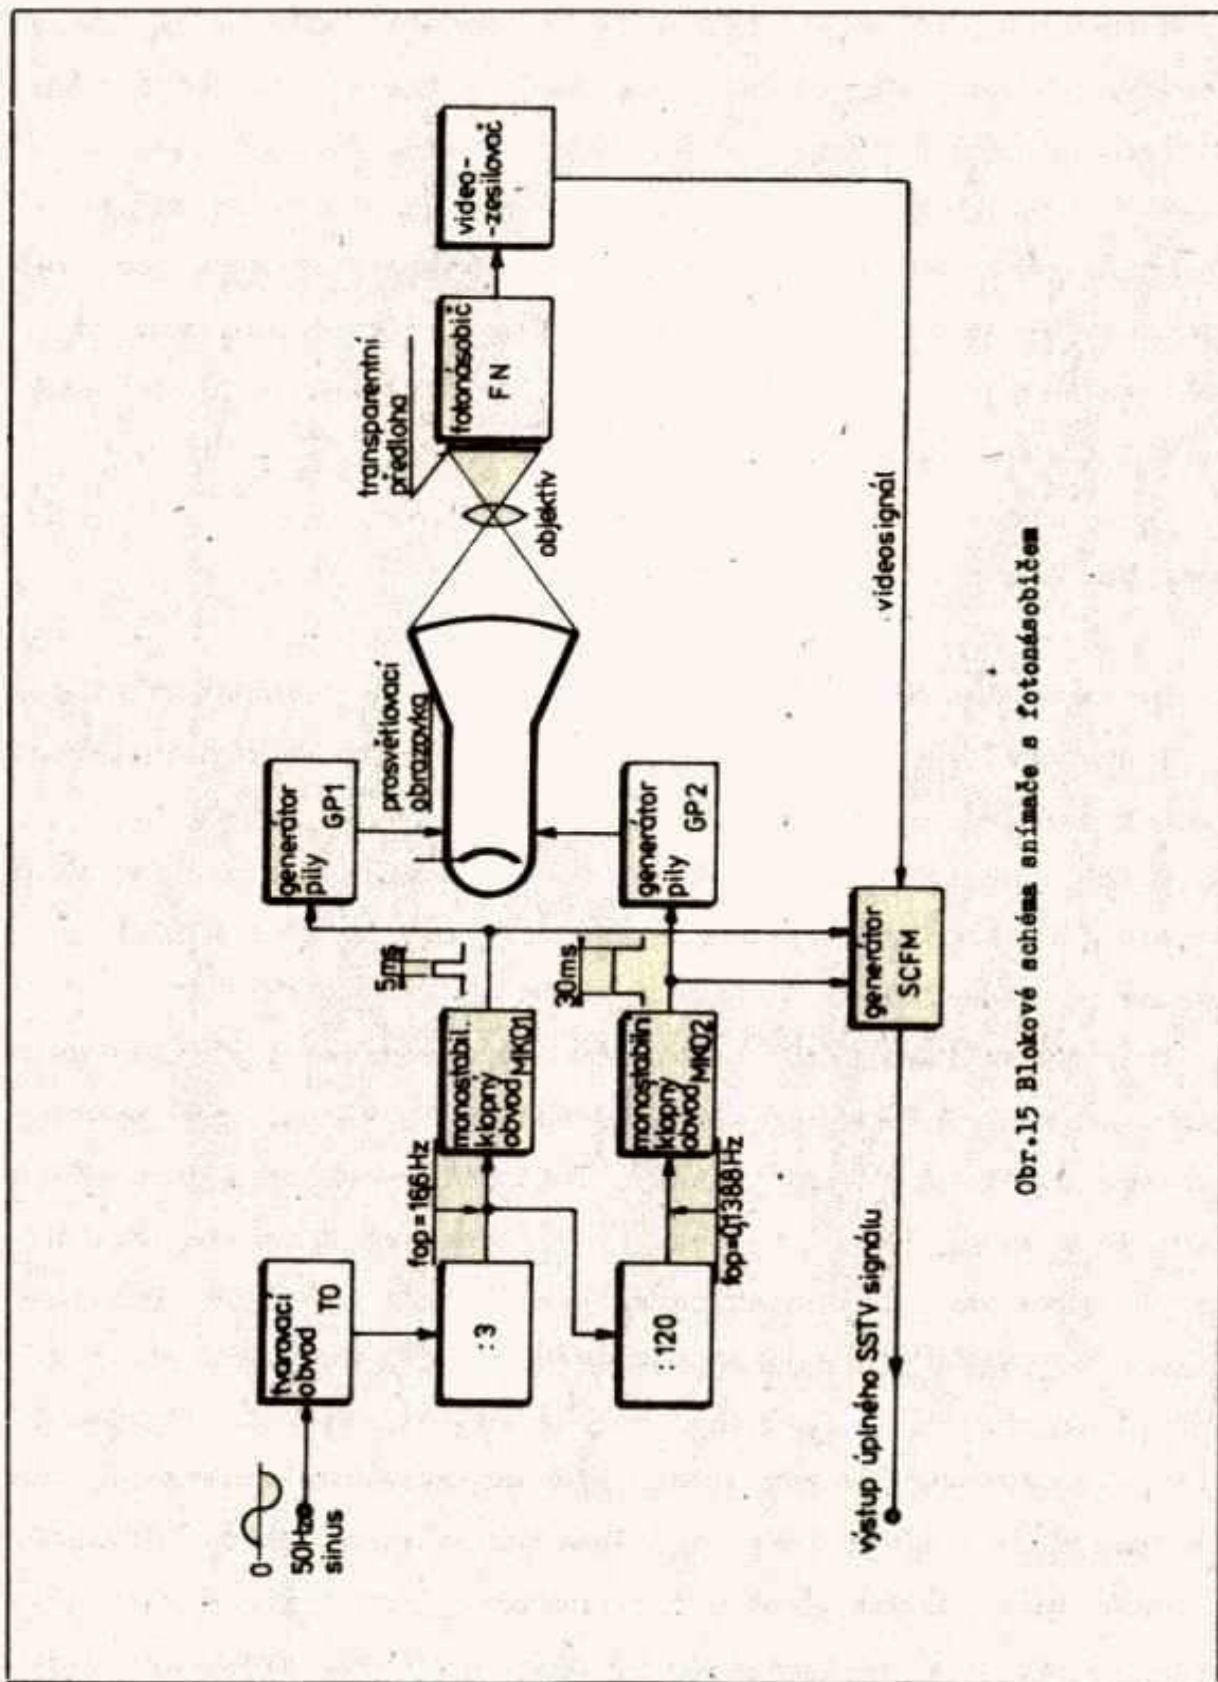 0
50Hz
sinus
tvarovací
obvod
TO
: 3
: 120
fop = 16,6 Hz
fop=0,1388Hz
monostabil.
klopný
obvod MKO1
monostabiln
klopný
obvod MKO2
5ms
30ms
generátor
pily
GP1
generátor
pily
GP2
prosvětlovací
obrazovka
objektiv
transparentní
předloha
fotonásobič
FN
video-
-zesilovač
videosignál
generátor
SCFM
výstup úplného SSTV signálu
Obr.15 Blokové schéma snímače s fotonásobičem